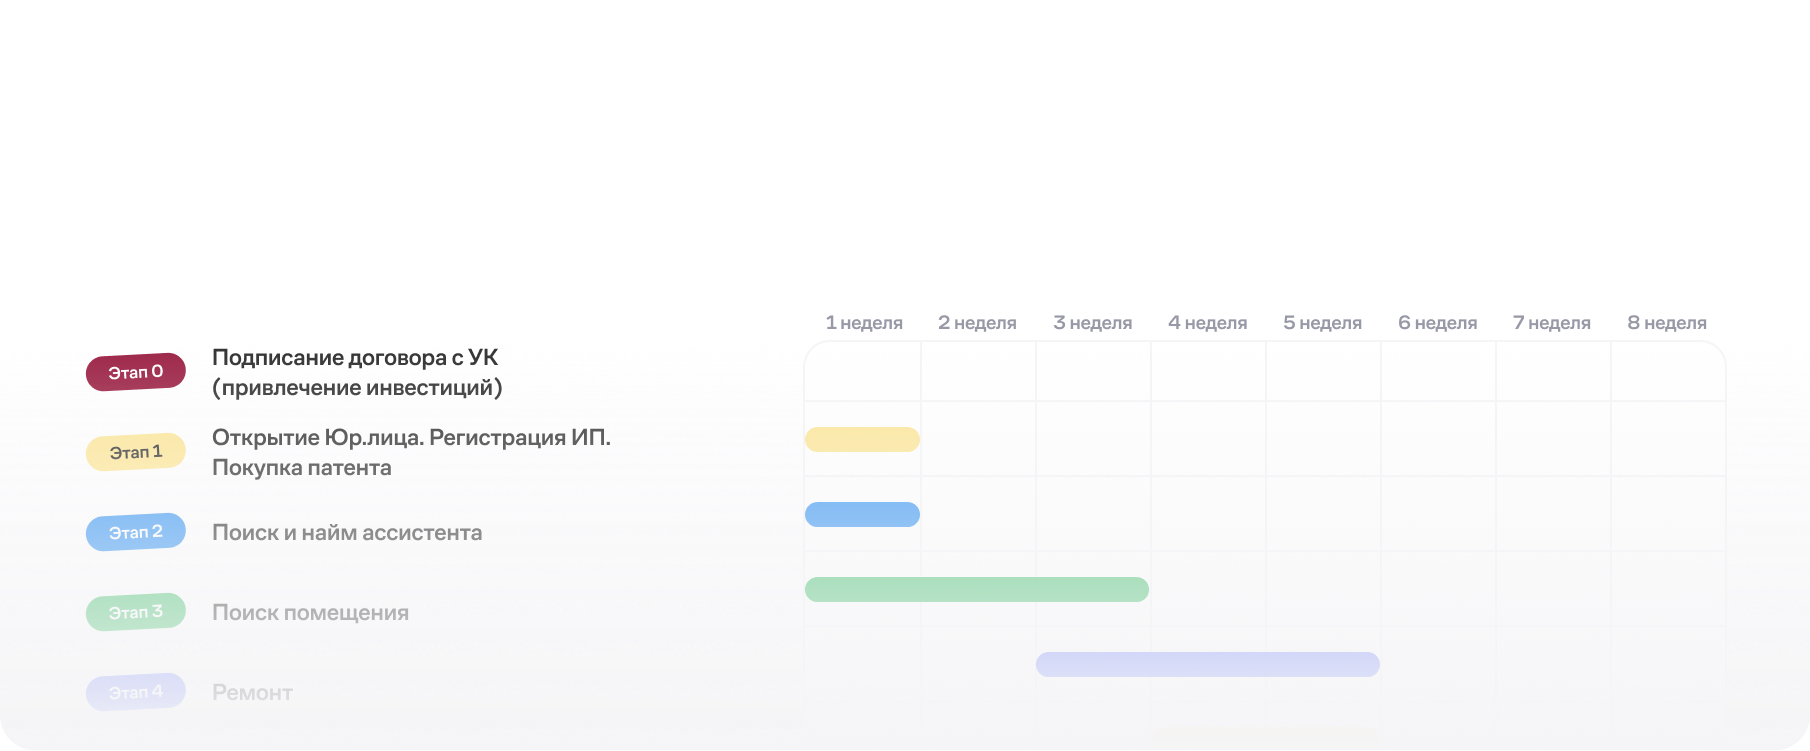 1 неделя 2 неделя 3 неделя 4 неделя 5 неделя 6 неделя 7 неделя 8 неделя
Этап 0
Подписание договора с УК
(привлечение инвестиций)
Этап 1
Открытие Юр.лица. Регистрация ИП.
Покупка патента
Этап 2
Поиск и найм ассистента
Этап 3
Поиск помещения
Этап 4
Ремонт